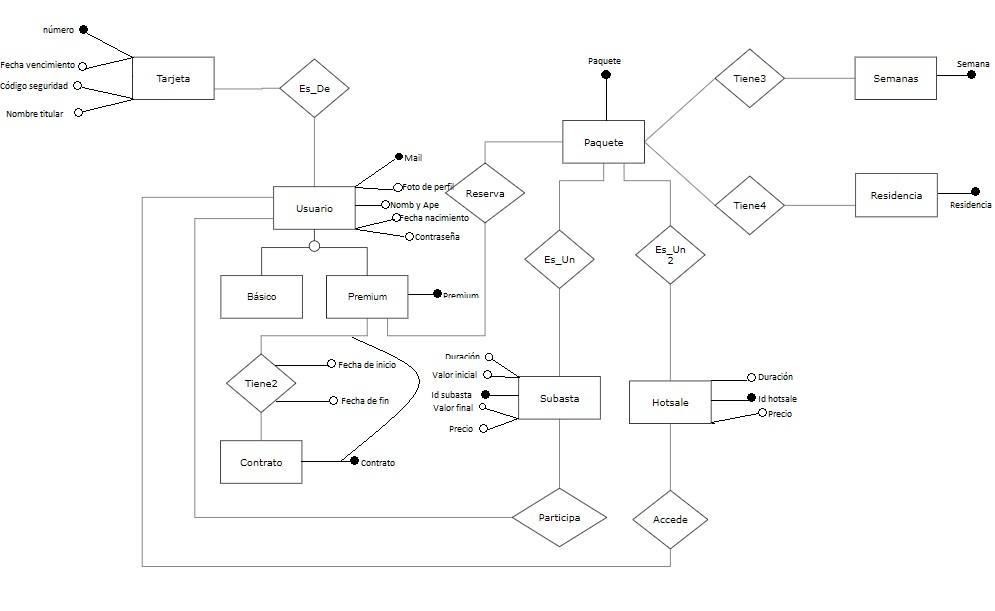 número
Fecha vencimiento
Código seguridad
Nombre titular
Tarjeta
Es_De
Paquete
Paquete
Tiene3
Semanas
Semana
Tiene4
Residencia
Residencia
Mail
Foto de perfil
Nomb y Ape
Fecha nacimiento
Contraseña
Usuario
Reserva
Básico
Premium
Premium
Es_Un
Es_Un
2
Tiene2
Fecha de inicio
Fecha de fin
Contrato
Contrato
Duración
Valor inicial
Id subasta
Valor final
Precio
Subasta
Hotsale
Duración
Id hotsale
Precio
Participa
Accede